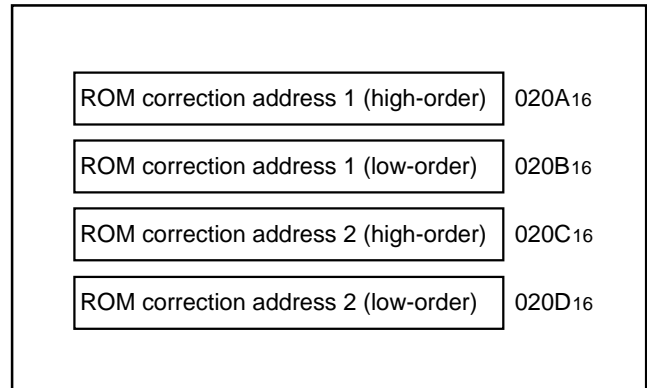 ROM correction address 1 (high-order) 020A16
ROM correction address 1 (low-order) 020B16
ROM correction address 2 (high-order) 020C16
ROM correction address 2 (low-order) 020D16